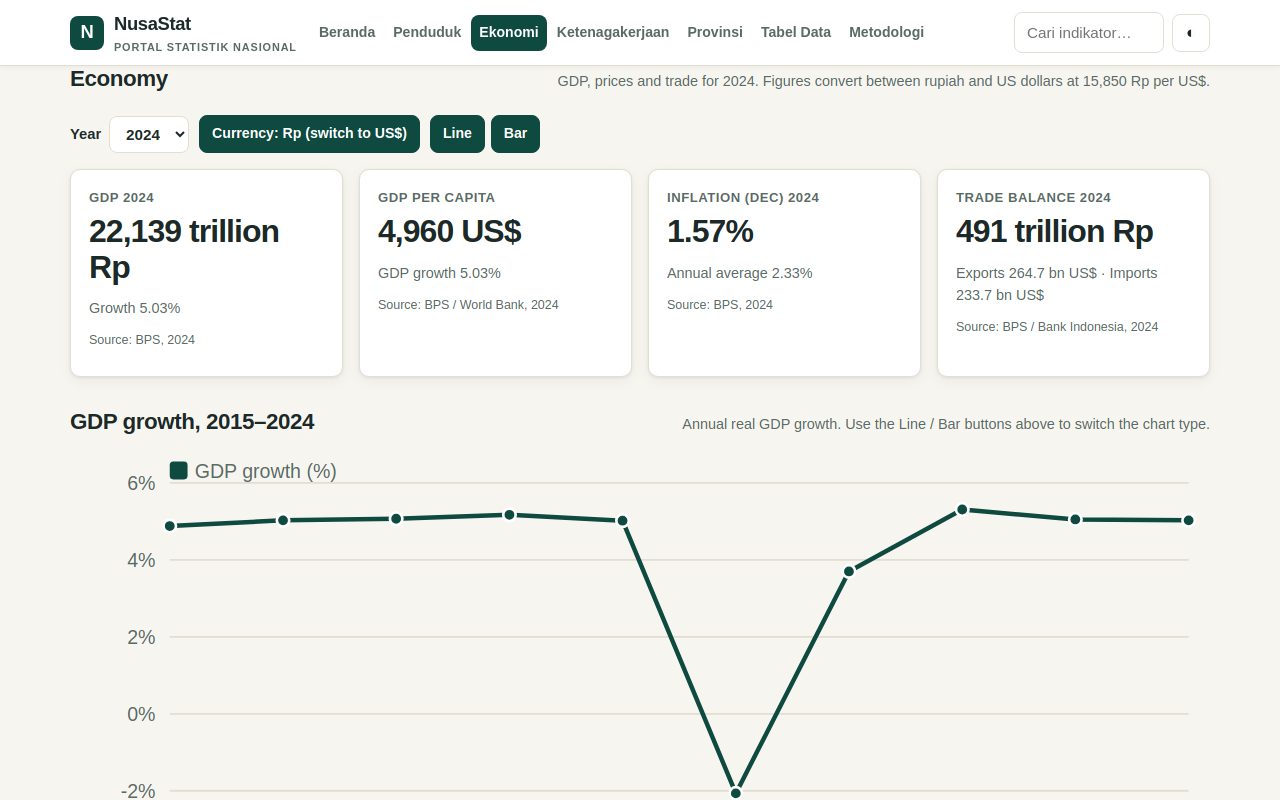 N
NusaStat
PORTAL STATISTIK NASIONAL
Beranda
Penduduk
Ekonomi
Ketenagakerjaan
Provinsi
Tabel Data
Metodologi
Cari indikator…
Economy
GDP, prices and trade for 2024. Figures convert between rupiah and US dollars at 15,850 Rp per US$.
Year
2024
Currency: Rp (switch to US$)
Line
Bar
GDP 2024
22,139 trillion
Rp
Growth 5.03%
Source: BPS, 2024
GDP PER CAPITA
4,960 US$
GDP growth 5.03%
Source: BPS / World Bank, 2024
INFLATION (DEC) 2024
1.57%
Annual average 2.33%
Source: BPS, 2024
TRADE BALANCE 2024
491 trillion Rp
Exports 264.7 bn US$ · Imports
233.7 bn US$
Source: BPS / Bank Indonesia, 2024
GDP growth, 2015–2024
Annual real GDP growth. Use the Line / Bar buttons above to switch the chart type.
GDP growth (%)
6%
4%
2%
0%
-2%